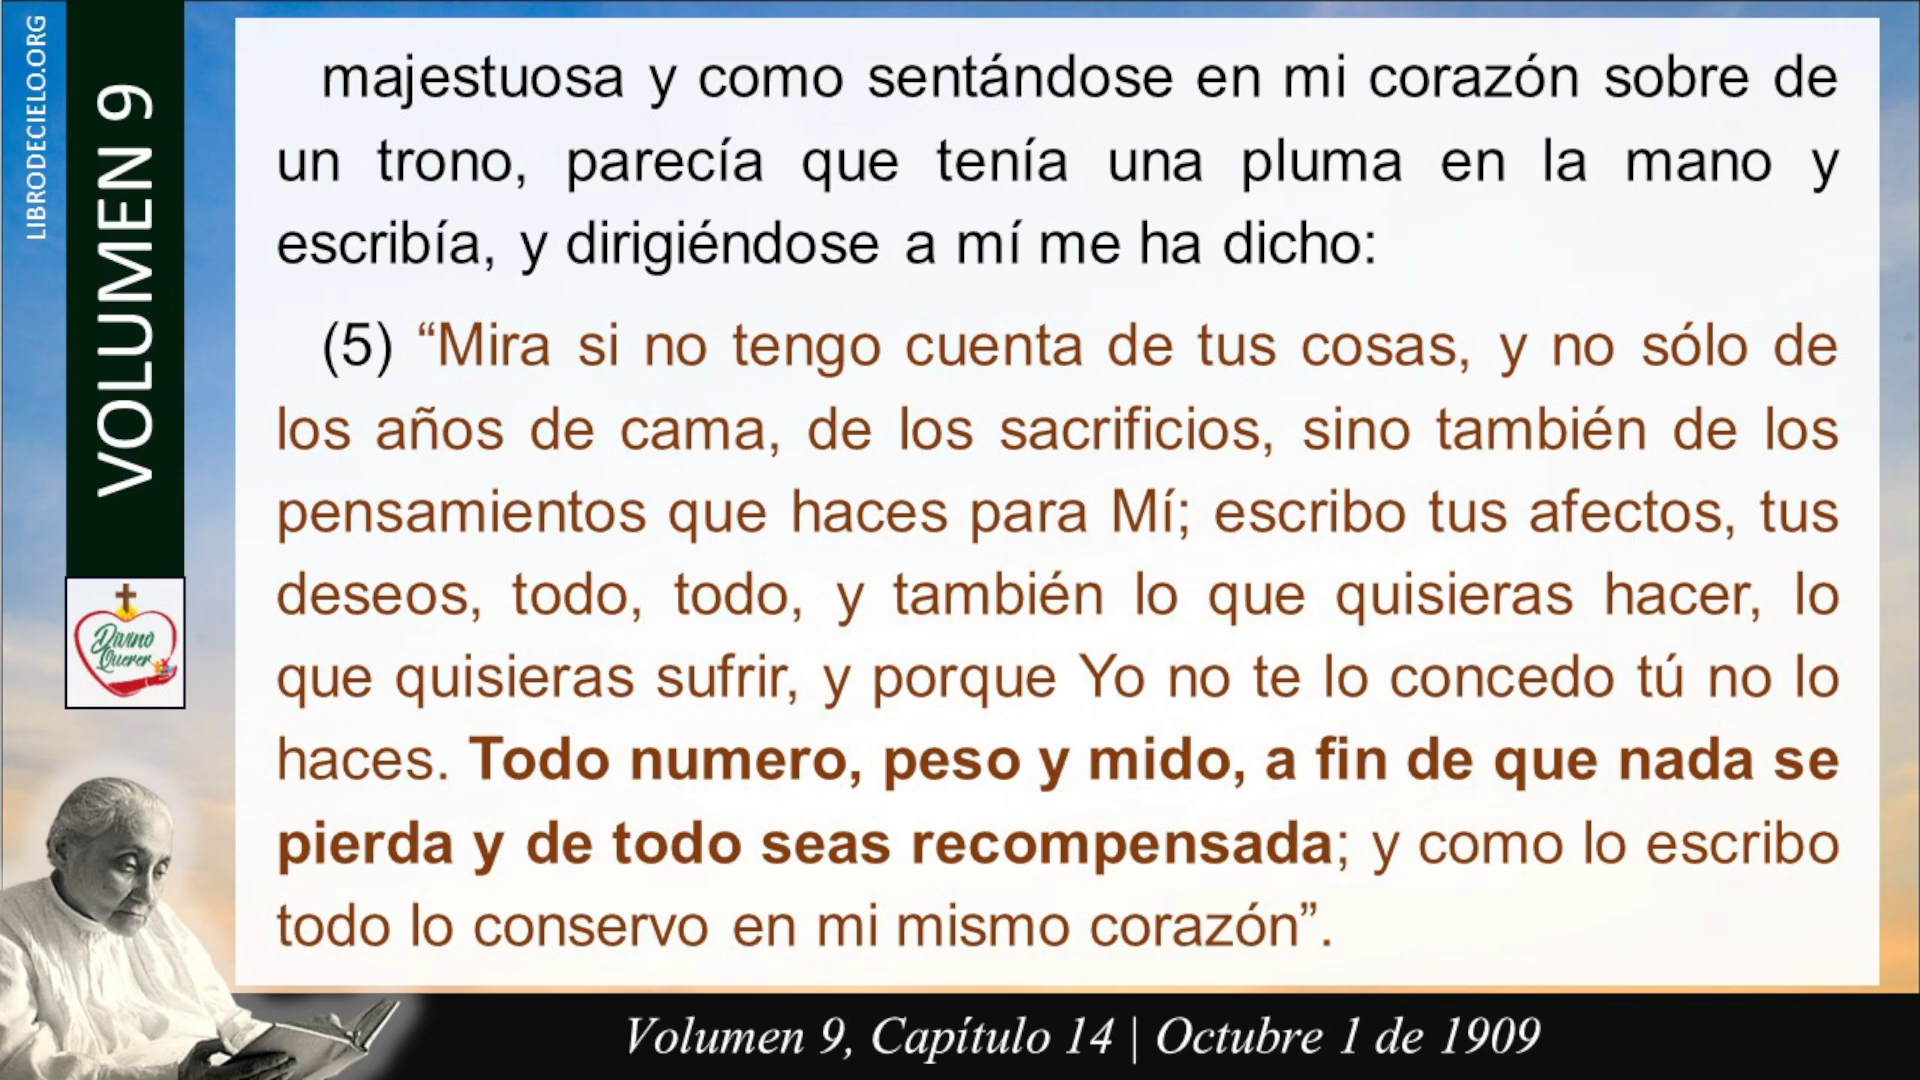 LIBRODECIELO.ORG
VOLUMEN 9
Divino
Querer
majestuosa y como sentándose en mi corazón sobre de
un trono, parecía que tenía una pluma en la mano y
escribía, y dirigiéndose a mí me ha dicho:
(5) “Mira si no tengo cuenta de tus cosas, y no sólo de
los años de cama, de los sacrificios, sino también de los
pensamientos que haces para Mí; escribo tus afectos, tus
deseos, todo, todo, y también lo que quisieras hacer, lo
que quisieras sufrir, y porque Yo no te lo concedo tú no lo
haces. Todo numero, peso y mido, a fin de que nada se
pierda y de todo seas recompensada; y como lo escribo
todo lo conservo en mi mismo corazón”.
Volumen 9, Capítulo 14 | Octubre 1 de 1909